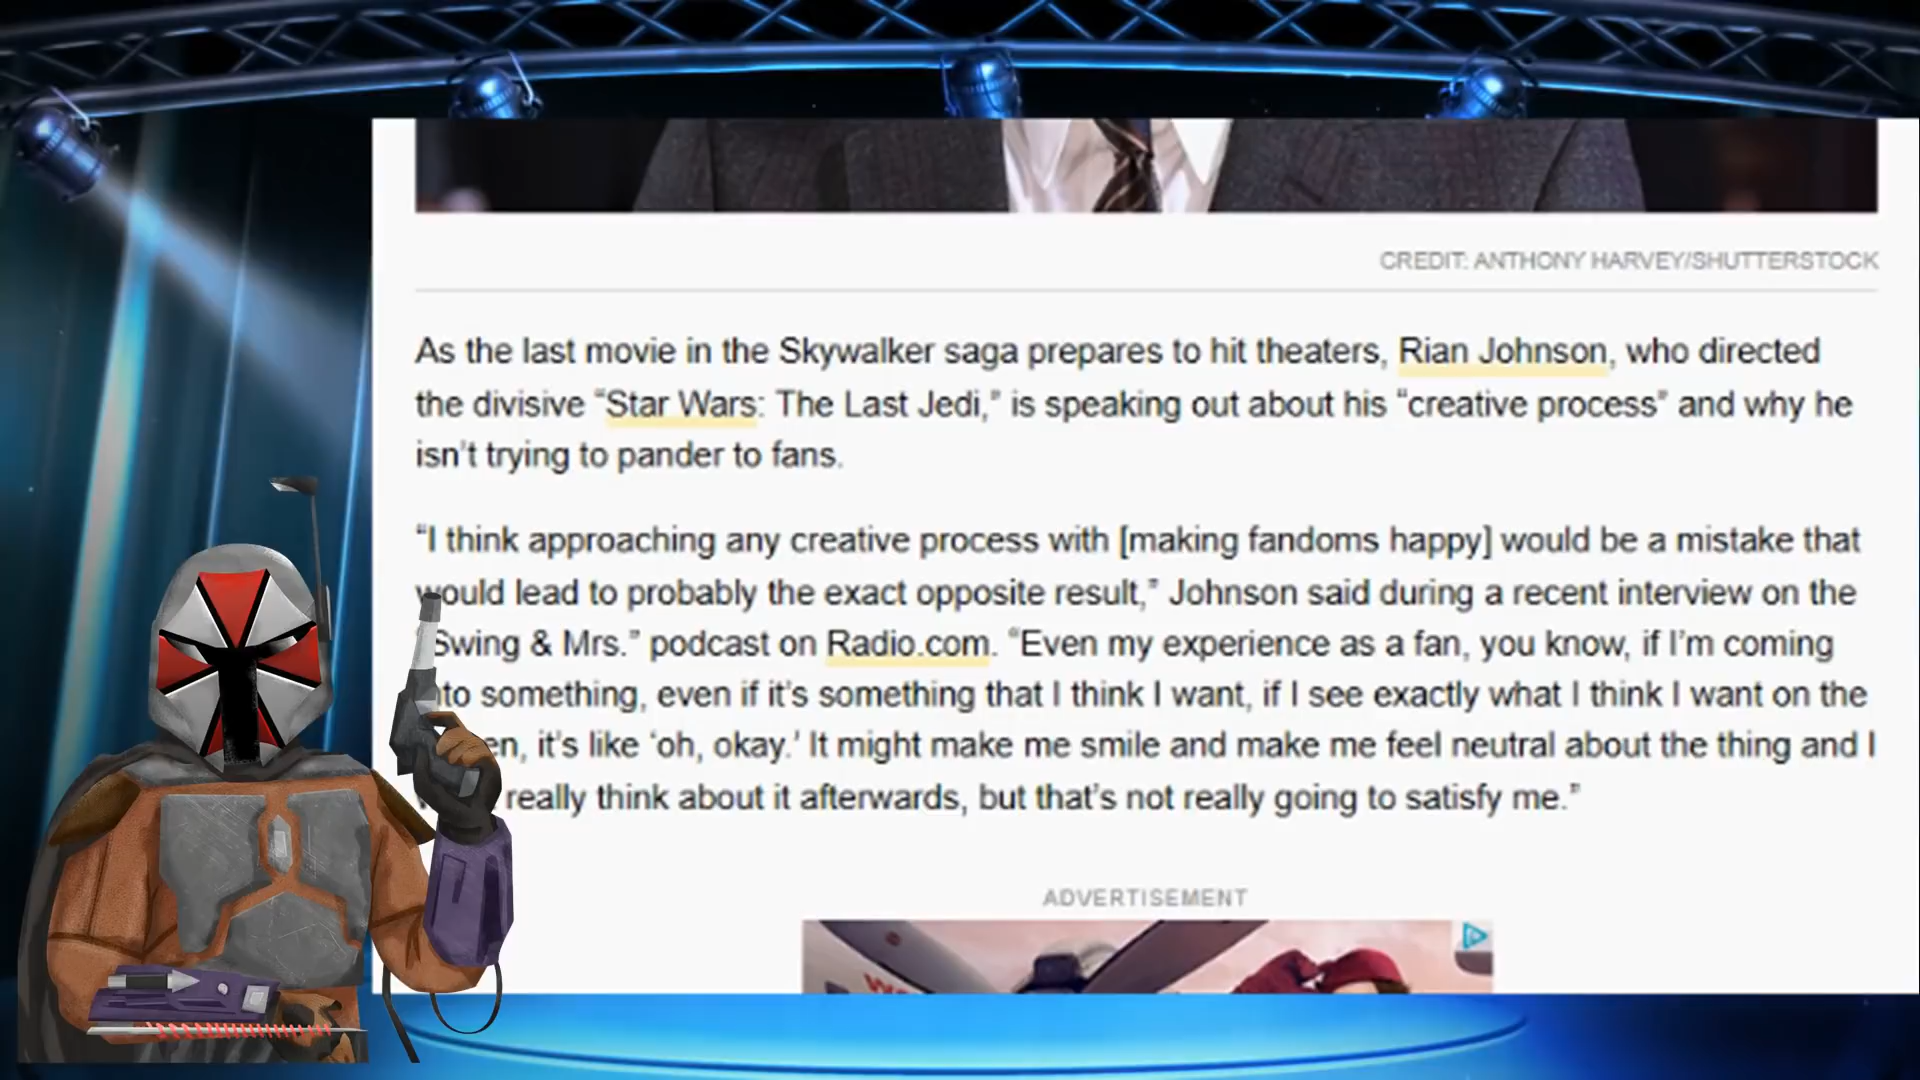 CREDIT: ANTHONY HARVEY/SHUTTERSTOCK
As the last movie in the Skywalker saga prepares to hit theaters, Rian Johnson, who directed
the divisive “Star Wars: The Last Jedi,” is speaking out about his “creative process” and why he
isn’t trying to pander to fans.
“I think approaching any creative process with [making fandoms happy] would be a mistake that
would lead to probably the exact opposite result,” Johnson said during a recent interview on the
Swing & Mrs.” podcast on Radio.com. “Even my experience as a fan, you know, if I’m coming
to something, even if it’s something that I think I want, if I see exactly what I think I want on the
en, it’s like ‘oh, okay.’ It might make me smile and make me feel neutral about the thing and I
really think about it afterwards, but that’s not really going to satisfy me.”
ADVERTISEMENT